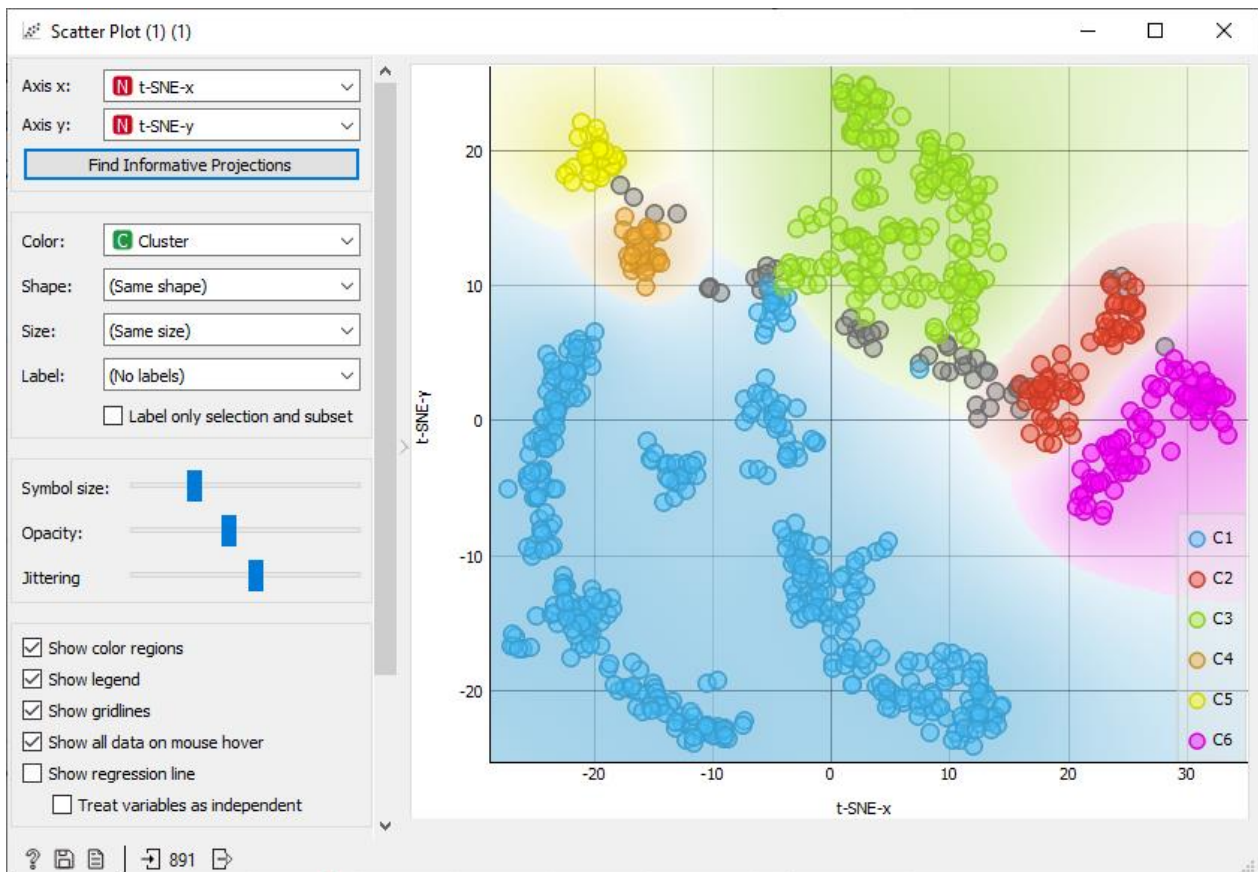 Scatter Plot (1) (1)
Axis x: N t-SNE-x
Axis y: N t-SNE-y
Find Informative Projections
Color: C Cluster
Shape: (Same shape)
Size: (Same size)
Label: (No labels)
Label only selection and subset
Symbol size:
Opacity:
Jittering
Show color regions
Show legend
Show gridlines
Show all data on mouse hover
Show regression line
Treat variables as independent
? 891
t-SNE-y
20
10
0
-10
-20
-20 -10 0 10 20 30
t-SNE-x
C1
C2
C3
C4
C5
C6